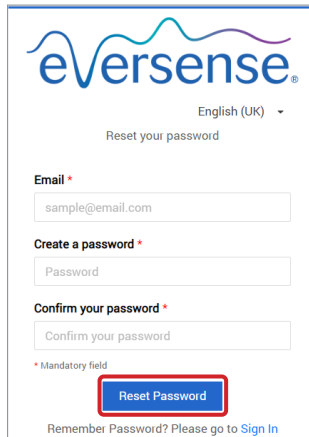 eversense®
English (UK)
Reset your password
Email *
sample@email.com
Create a password *
Password
Confirm your password *
Confirm your password
* Mandatory field
Reset Password
Remember Password? Please go to Sign In